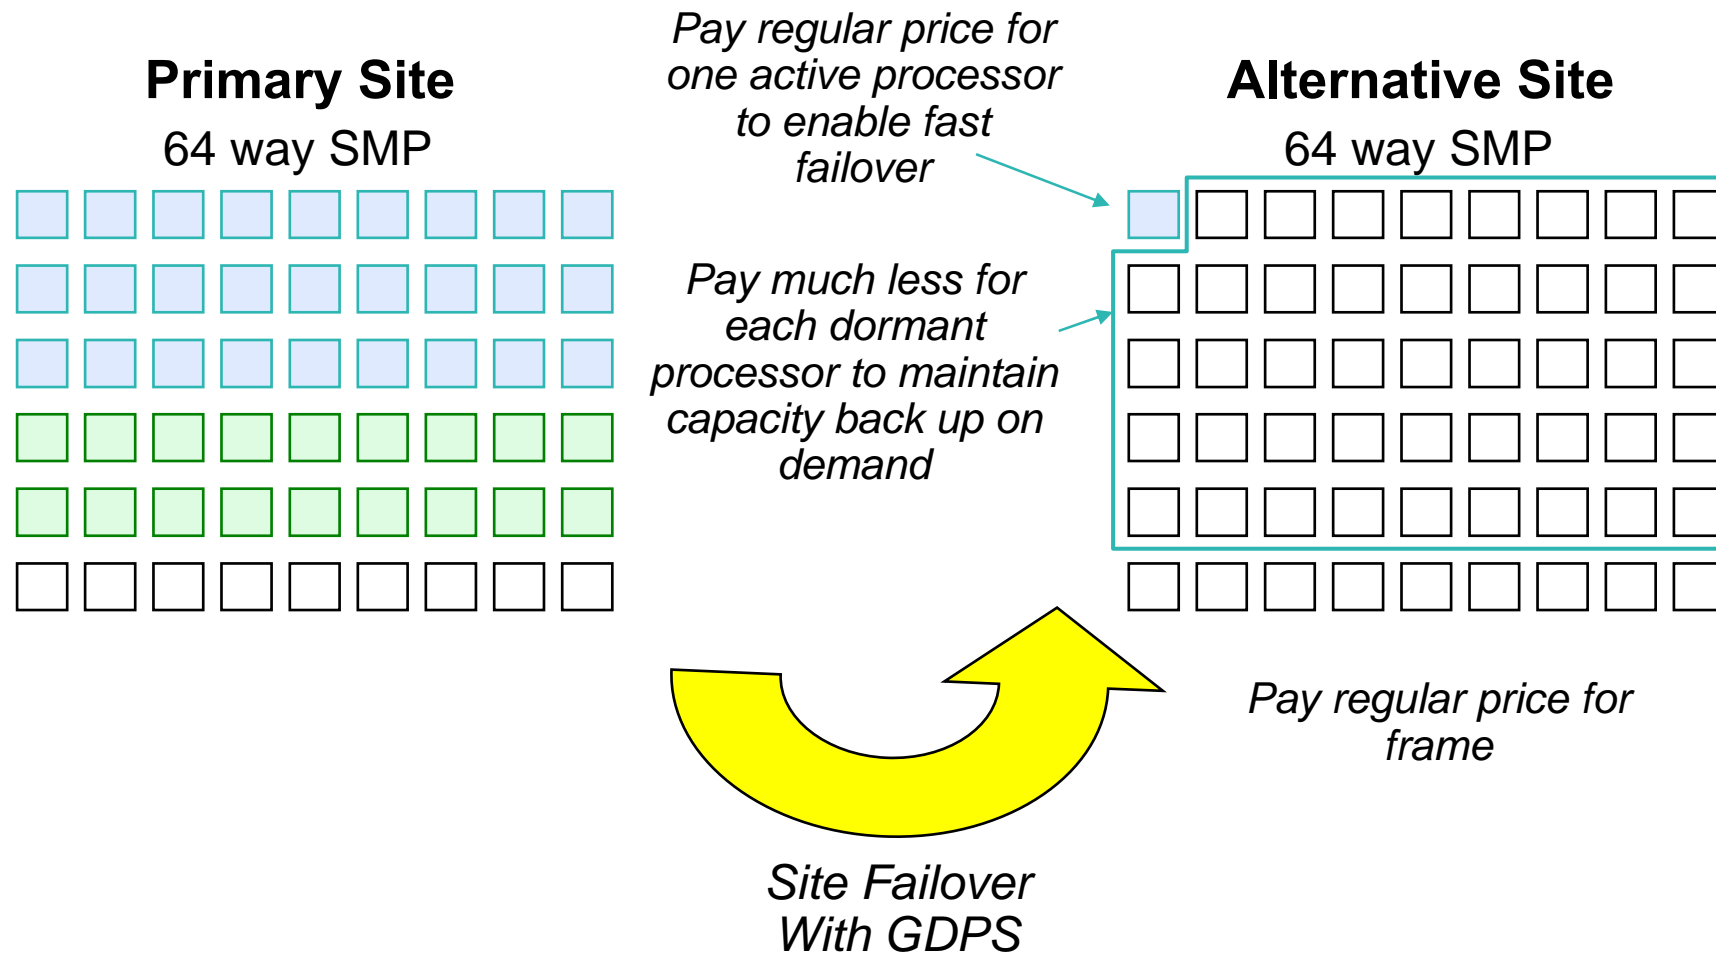 Primary Site
64 way SMP
Pay regular price for
one active processor
to enable fast
failover
Pay much less for
each dormant
processor to maintain
capacity back up on
demand
Alternative Site
64 way SMP
Pay regular price for
frame
Site Failover
With GDPS